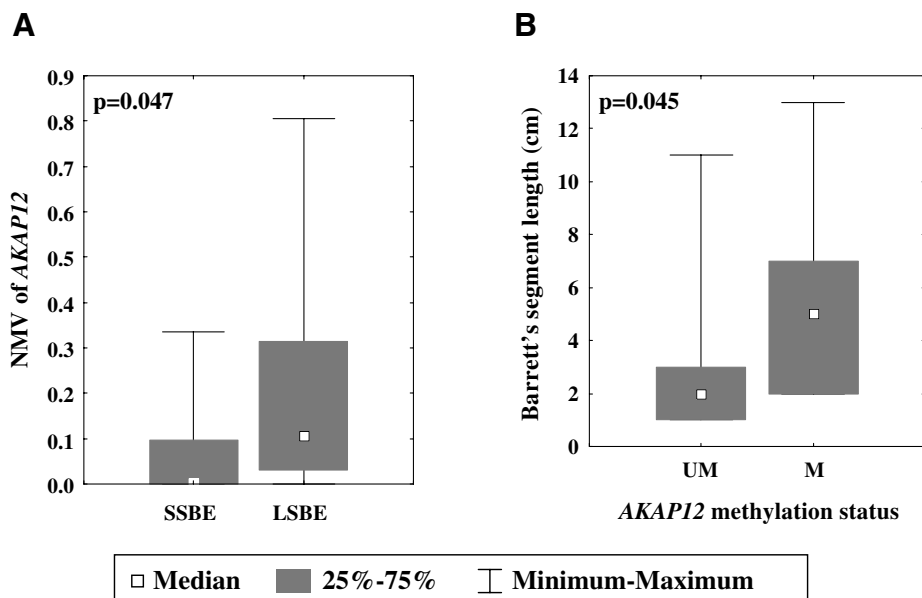 A
NMV of AKAP12
0.9
0.8
0.7
0.6
0.5
0.4
0.3
0.2
0.1
0.0
p=0.047
SSBE LSBE
B
Barrett's segment length (cm)
14
12
10
8
6
4
2
0
p=0.045
UM M
AKAP12 methylation status
Median 25%-75% Minimum-Maximum